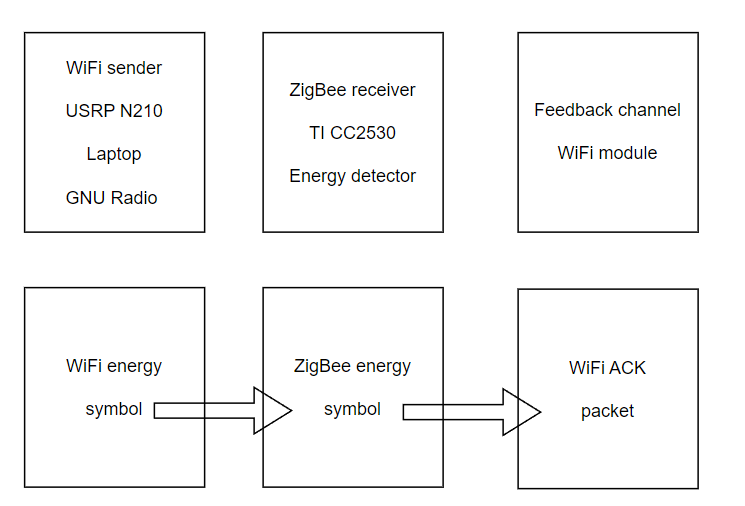 WiFi sender
USRP N210
Laptop
GNU Radio
ZigBee receiver
TI CC2530
Energy detector
Feedback channel
WiFi module
WiFi energy
symbol
ZigBee energy
symbol
WiFi ACK
packet